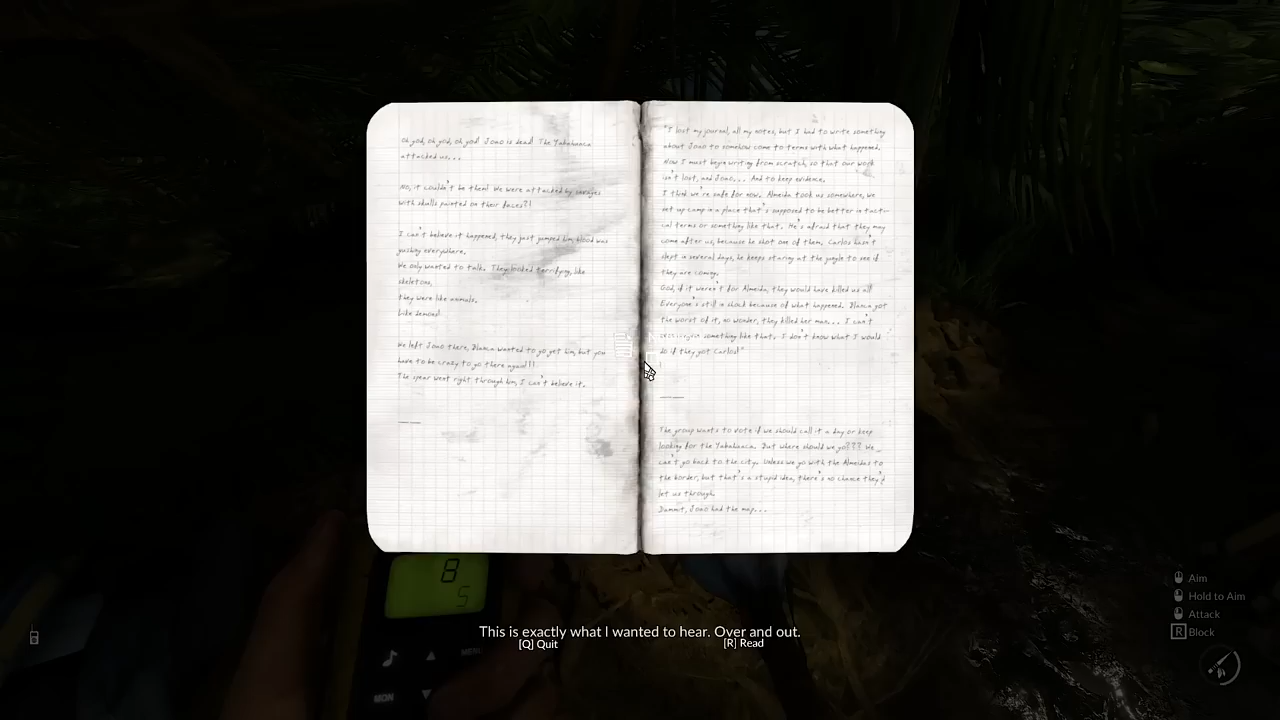 Oh god, oh god, oh god! Joao is dead! The Yabahuaca
attacked us...
No, it couldn't be them! We were attacked by savages
with skulls painted on their faces?!
I can't believe it happened, they just jumped him, blood was
gushing everywhere.
We only wanted to talk. They looked terrifying, like
skeletons,
they were like animals,
Like demons!
We left Joao there, Blanca wanted to go get him, but you
have to be crazy to go there again!!!
The spear went right through him, I can't believe it.
"I lost my journal, all my notes, but I had to write something
about Joao to somehow come to terms with what happened.
Now I must begin writing from scratch, so that our work
isn't lost, and Joao... And to keep evidence.
I think we're safe for now. Almeida took us somewhere, we
set up camp in a place that's supposed to be better in tacti-
cal terms or something like that. He's afraid that they may
come after us, because he shot one of them. Carlos hasn't
slept in several days, he keeps staring at the jungle to see if
they are coming.
God, if it weren't for Almeida, they would have killed us all!
Everyone's still in shock because of what happened. Blanca got
the worst of it, no wonder, they killed her man... I can't
something like that. I don't know what I would
do if they got Carlos!"
The group wants to vote if we should call it a day or keep
looking for the Yabahuaca. But where should we go??? We
can't go back to the city. Unless we go with the Almeidas to
the border, but that's a stupid idea, there's no chance they'd
let us through.
Dammit, Joao had the map...
8
5
MENU
MON
This is exactly what I wanted to hear. Over and out.
[Q] Quit
[R] Read
Aim
Hold to Aim
Attack
R Block